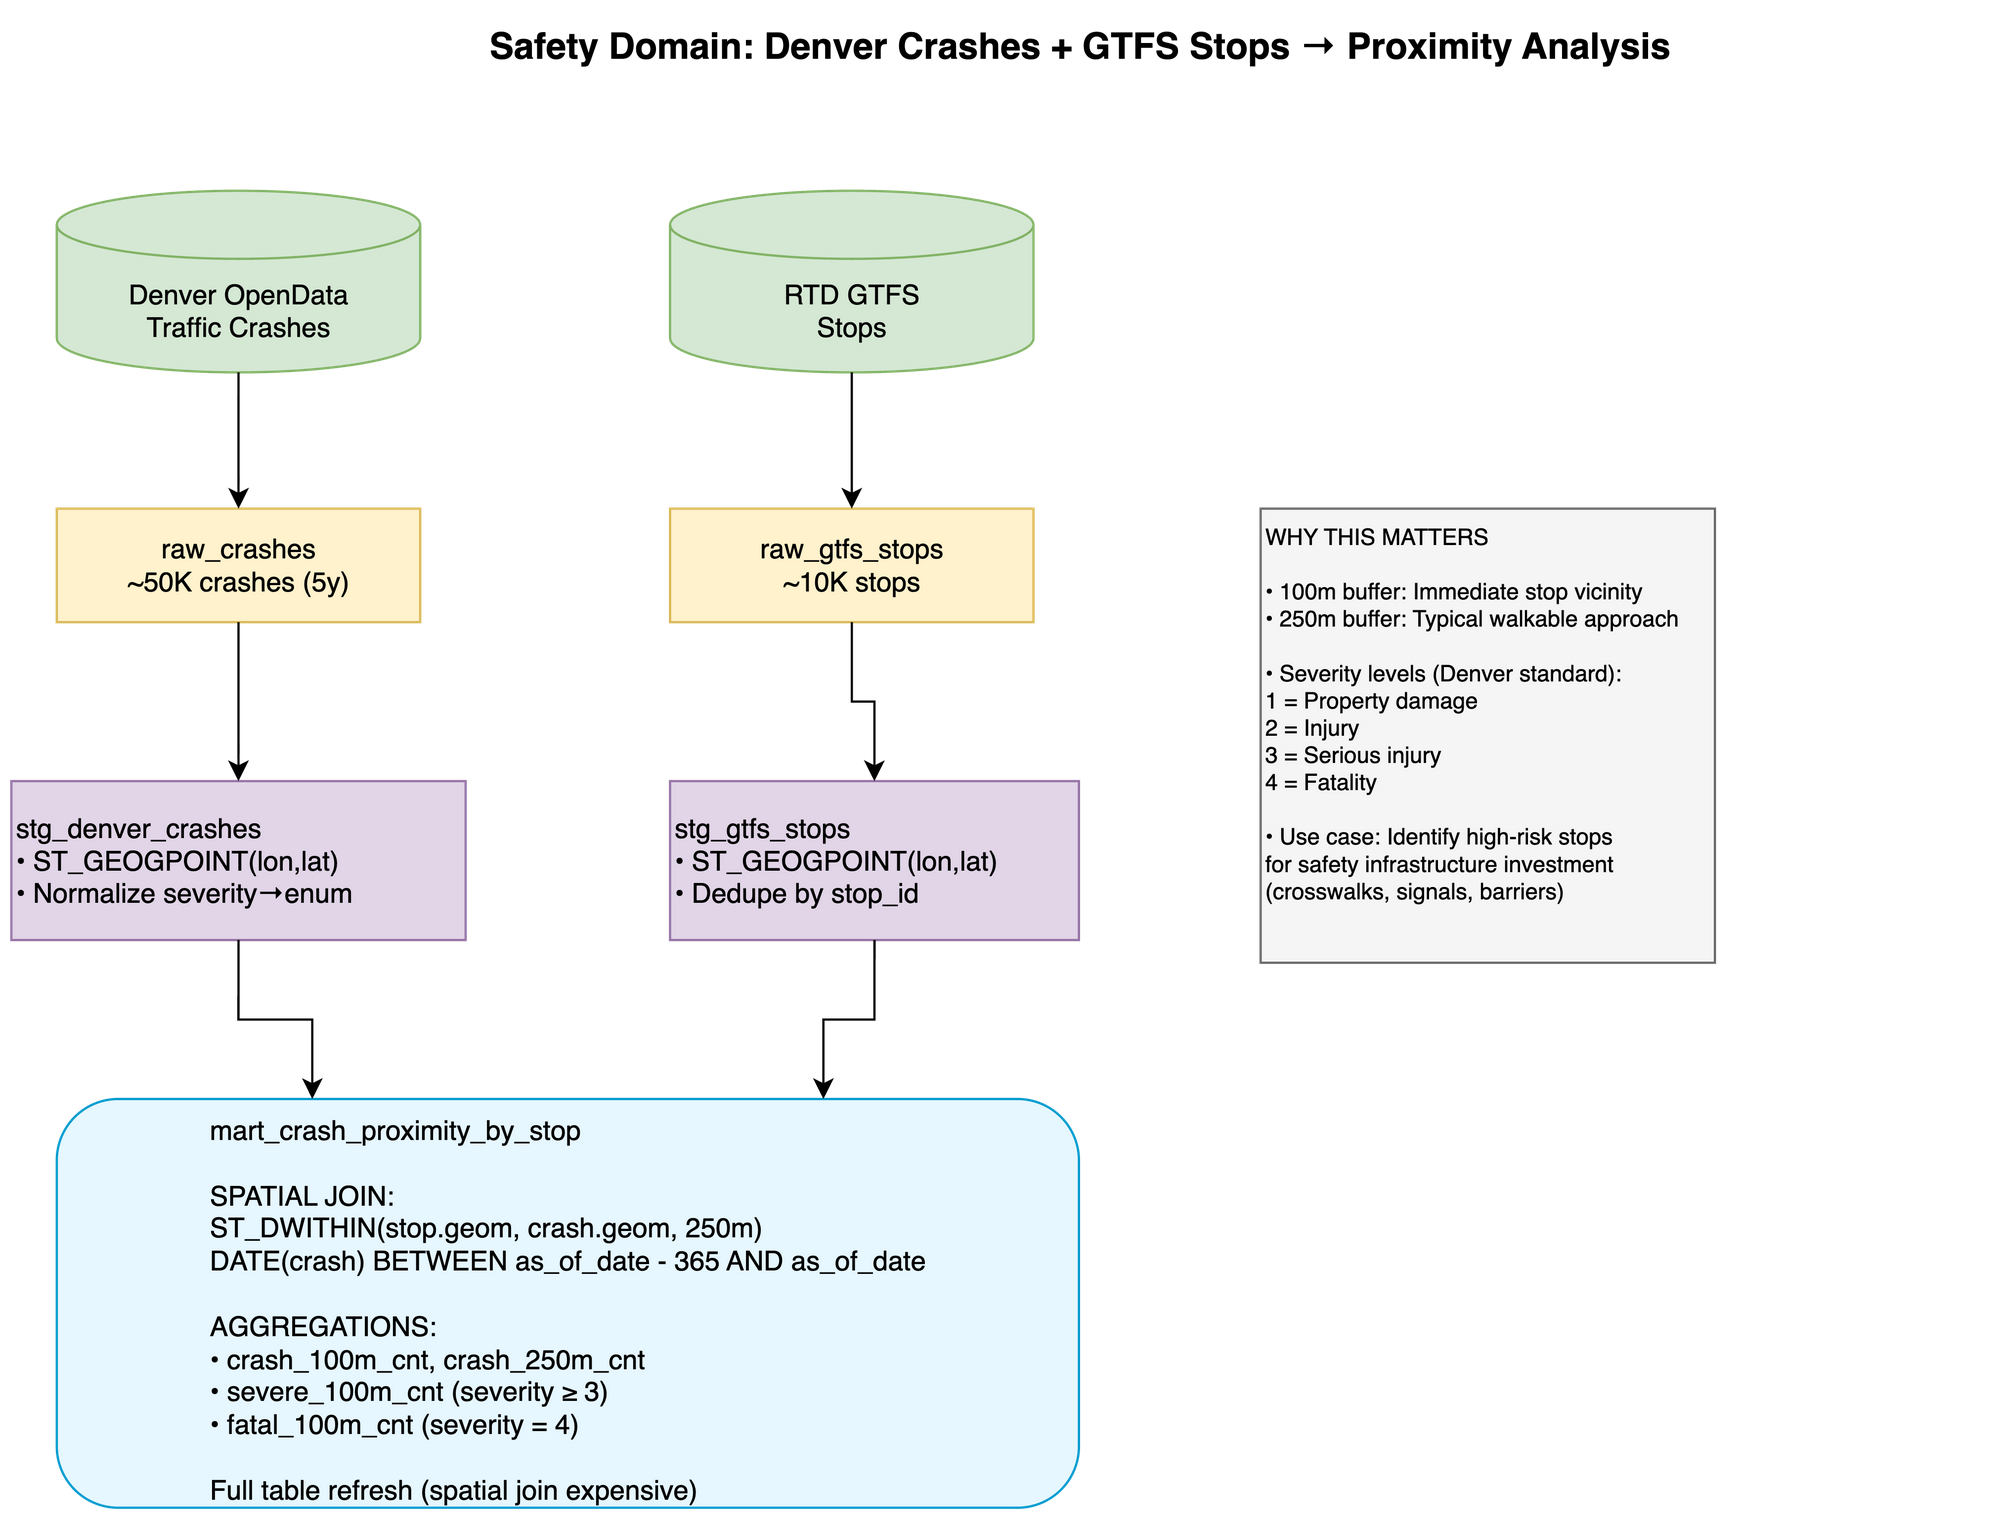 Safety Domain: Denver Crashes + GTFS Stops → Proximity Analysis
Denver OpenData
Traffic Crashes
RTD GTFS
Stops
raw_crashes
~50K crashes (5y)
raw_gtfs_stops
~10K stops
WHY THIS MATTERS
• 100m buffer: Immediate stop vicinity
• 250m buffer: Typical walkable approach
• Severity levels (Denver standard):
1 = Property damage
2 = Injury
3 = Serious injury
4 = Fatality
• Use case: Identify high-risk stops
for safety infrastructure investment
(crosswalks, signals, barriers)
stg_denver_crashes
• ST_GEOGPOINT(lon,lat)
• Normalize severity→enum
stg_gtfs_stops
• ST_GEOGPOINT(lon,lat)
• Dedupe by stop_id
mart_crash_proximity_by_stop
SPATIAL JOIN:
ST_DWITHIN(stop.geom, crash.geom, 250m)
DATE(crash) BETWEEN as_of_date - 365 AND as_of_date
AGGREGATIONS:
• crash_100m_cnt, crash_250m_cnt
• severe_100m_cnt (severity ≥ 3)
• fatal_100m_cnt (severity = 4)
Full table refresh (spatial join expensive)